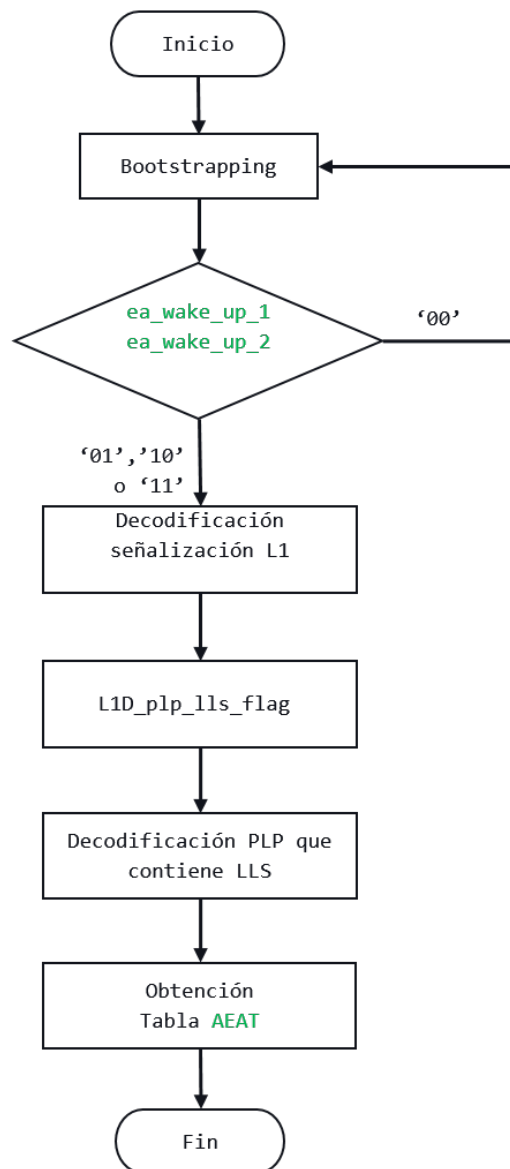 Inicio
Bootstrapping
ea_wake_up_1
ea_wake_up_2
‘00’
‘01’,’10’
o ‘11’
Decodificación
señalización L1
L1D_plp_lls_flag
Decodificación PLP que
contiene LLS
Obtención
Tabla AEAT
Fin